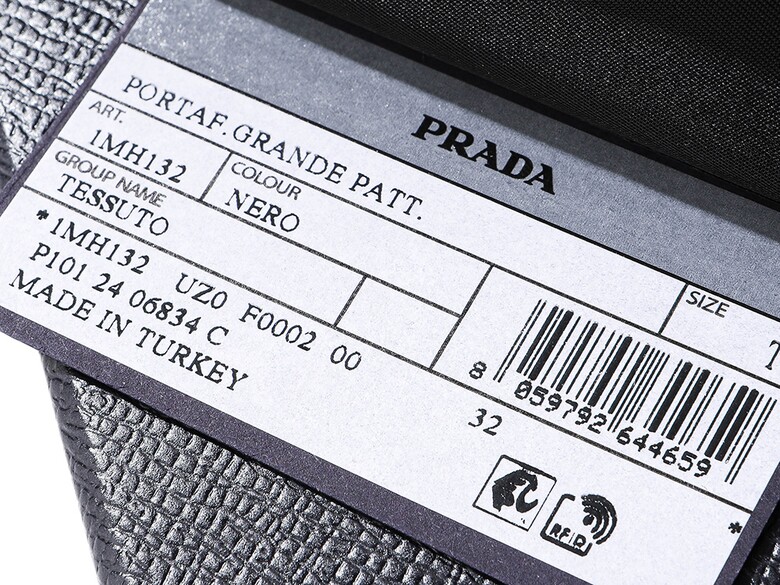 PRADA
PORTAF.GRANDE PATT.
ART.
1MH132
COLOUR
NERO
GROUP NAME
TESSUTO
SIZE
T
*1MH132 UZ0 F0002 00
P101 24 06834 C
MADE IN TURKEY
8 059792 644659
32
*
RFID